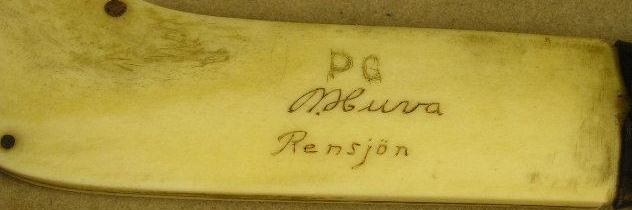 PG
N. Huva
Rensjön